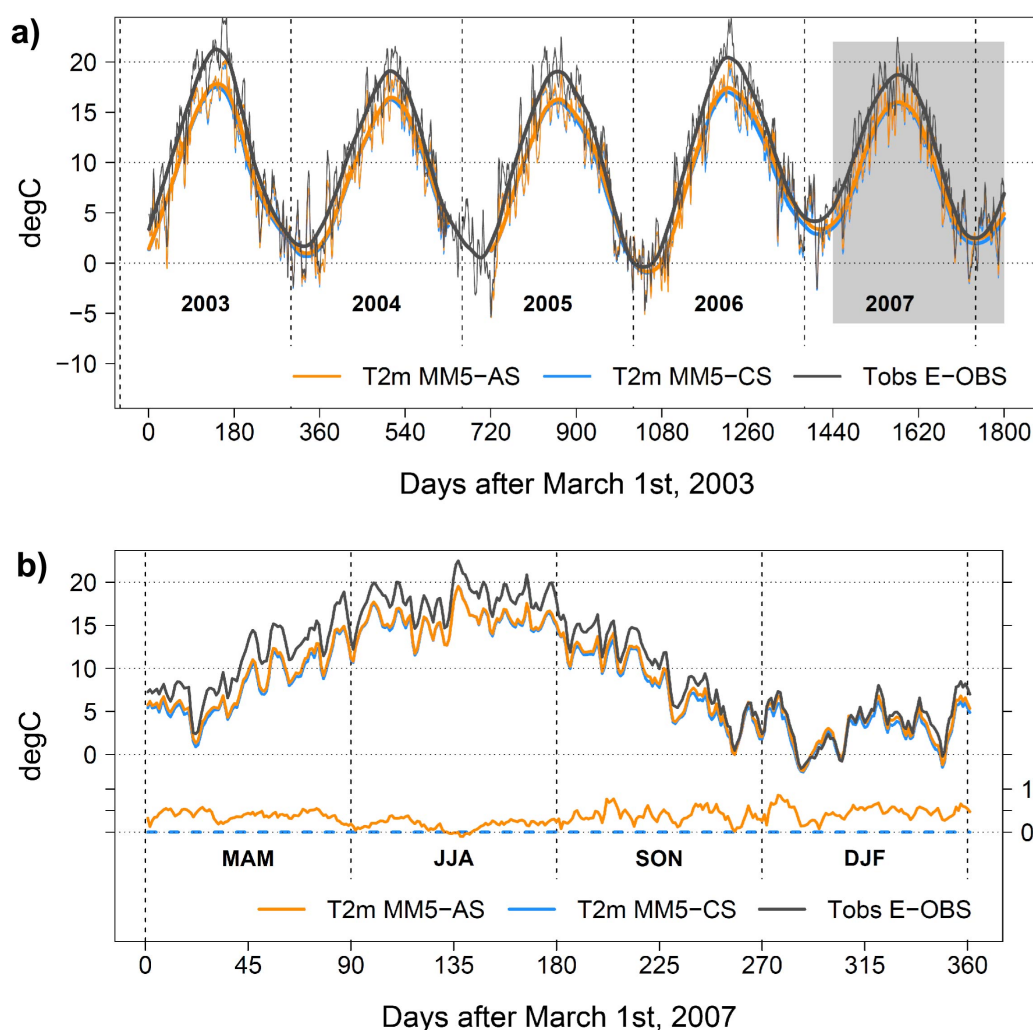 a)
degC
20
15
10
5
0
−5
−10
2003 2004 2005 2006 2007
T2m MM5−AS T2m MM5−CS Tobs E−OBS
0 180 360 540 720 900 1080 1260 1440 1620 1800
Days after March 1st, 2003
b)
degC
20
15
10
5
0
1
0
MAM JJA SON DJF
T2m MM5−AS T2m MM5−CS Tobs E−OBS
0 45 90 135 180 225 270 315 360
Days after March 1st, 2007